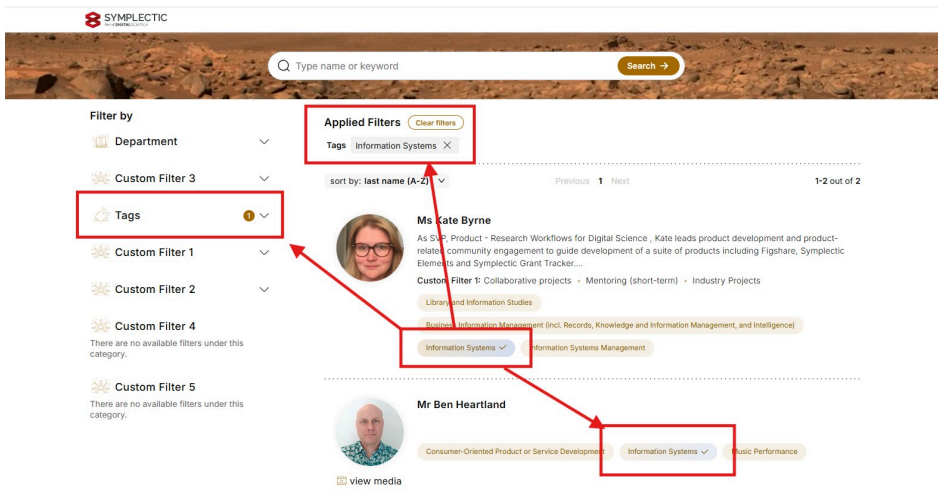 SYMPLECTIC
Type name or keyword
Search →
Filter by
Department
Custom Filter 3
Tags
1
Custom Filter 1
Custom Filter 2
Custom Filter 4
There are no available filters under this
category.
Custom Filter 5
There are no available filters under this
category.
Applied Filters Clear filters
Tags Information Systems ×
sort by: last name (A-Z)
Previous 1 Next
1-2 out of 2
Ms Kate Byrne
As SVP, Product - Research Workflows for Digital Science , Kate leads product development and product-
related community engagement to guide development of a suite of products including Figshare, Symplectic
Elements and Symplectic Grant Tracker....
Custom Filter 1: Collaborative projects • Mentoring (short-term) • Industry Projects
Library and Information Studies
Business Information Management (incl. Records, Knowledge and Information Management, and Intelligence)
Information Systems ✓ Information Systems Management
Mr Ben Heartland
Consumer-Oriented Product or Service Development Information Systems ✓ Music Performance
view media